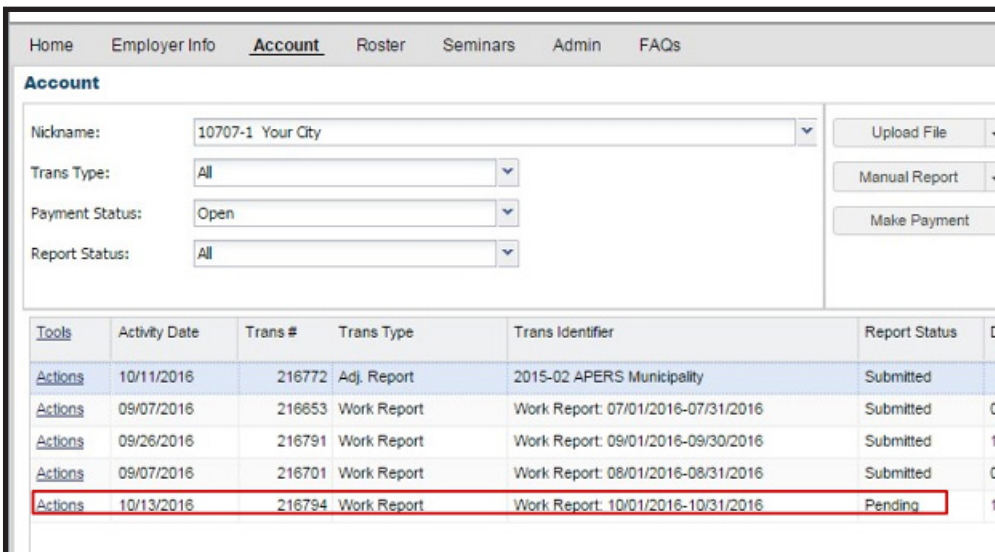 Home Employer Info Account Roster Seminars Admin FAQs
Account
Nickname: 10707-1 Your City Upload File
Trans Type: All Manual Report
Payment Status: Open Make Payment
Report Status: All
Tools Activity Date Trans # Trans Type Trans Identifier Report Status
Actions 10/11/2016 216772 Adj. Report 2015-02 APERS Municipality Submitted
Actions 09/07/2016 216653 Work Report Work Report: 07/01/2016-07/31/2016 Submitted
Actions 09/26/2016 216791 Work Report Work Report: 09/01/2016-09/30/2016 Submitted
Actions 09/07/2016 216701 Work Report Work Report: 08/01/2016-08/31/2016 Submitted
Actions 10/13/2016 216794 Work Report Work Report: 10/01/2016-10/31/2016 Pending